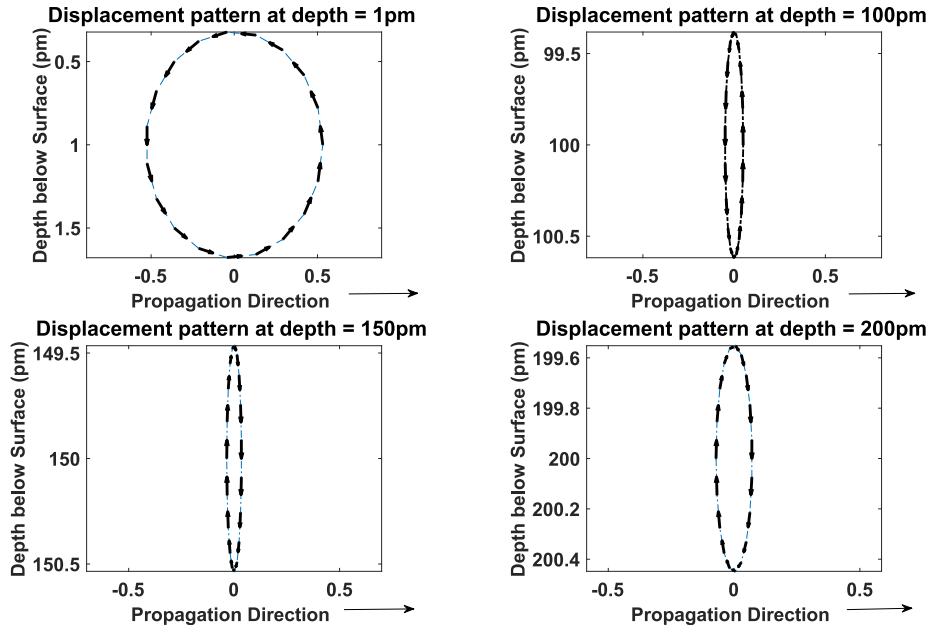 Displacement pattern at depth = 1pm
Depth below Surface (pm)
0.5
1
1.5
-0.5 0 0.5
Propagation Direction
Displacement pattern at depth = 100pm
Depth below Surface (pm)
99.5
100
100.5
-0.5 0 0.5
Propagation Direction
Displacement pattern at depth = 150pm
Depth below Surface (pm)
149.5
150
150.5
-0.5 0 0.5
Propagation Direction
Displacement pattern at depth = 200pm
Depth below Surface (pm)
199.6
199.8
200
200.2
200.4
-0.5 0 0.5
Propagation Direction